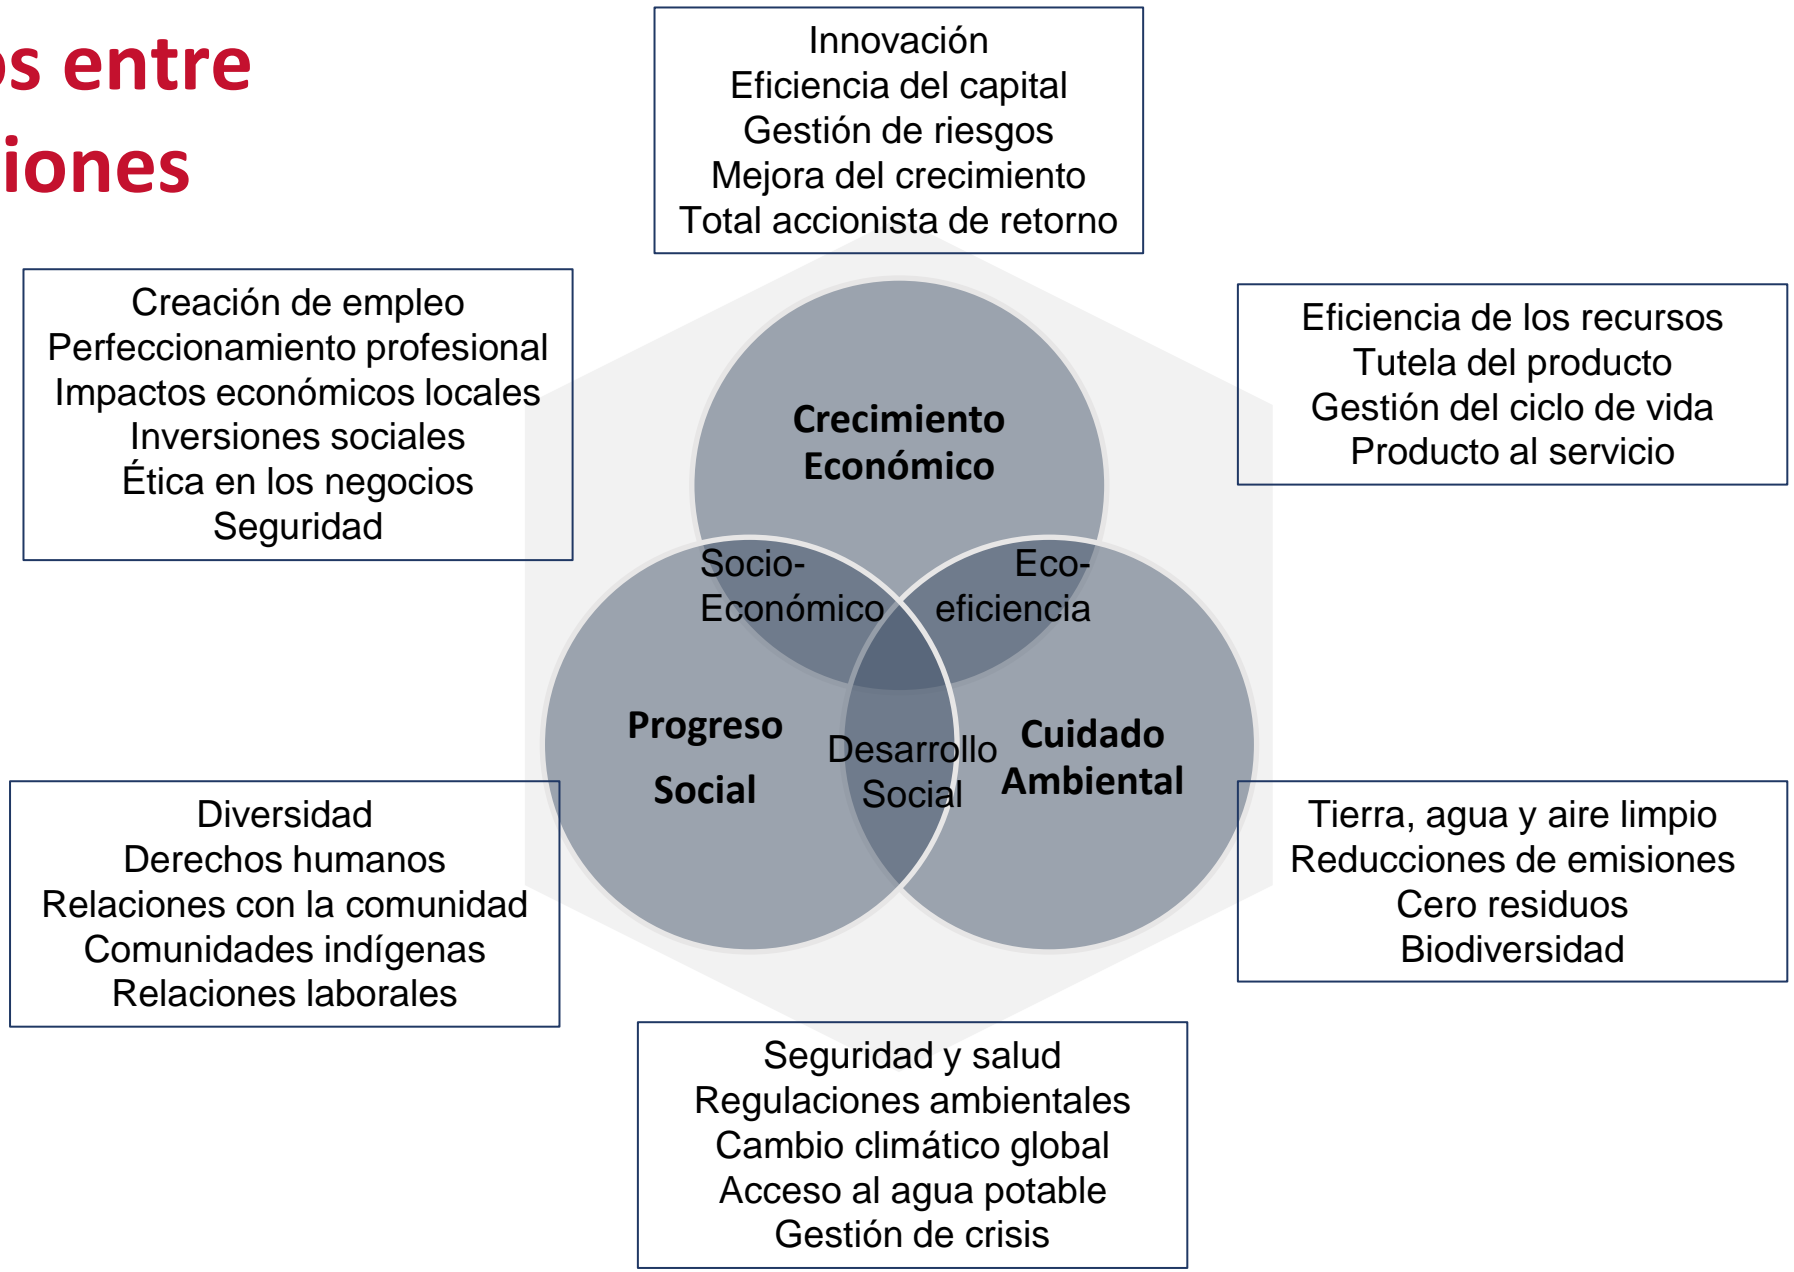 os entre
iones
Innovación
Eficiencia del capital
Gestión de riesgos
Mejora del crecimiento
Total accionista de retorno
Creación de empleo
Perfeccionamiento profesional
Impactos económicos locales
Inversiones sociales
Ética en los negocios
Seguridad
Eficiencia de los recursos
Tutela del producto
Gestión del ciclo de vida
Producto al servicio
Crecimiento
Económico
Socio-
Económico
Eco-
eficiencia
Progreso
Social
Desarrollo
Social
Cuidado
Ambiental
Diversidad
Derechos humanos
Relaciones con la comunidad
Comunidades indígenas
Relaciones laborales
Tierra, agua y aire limpio
Reducciones de emisiones
Cero residuos
Biodiversidad
Seguridad y salud
Regulaciones ambientales
Cambio climático global
Acceso al agua potable
Gestión de crisis